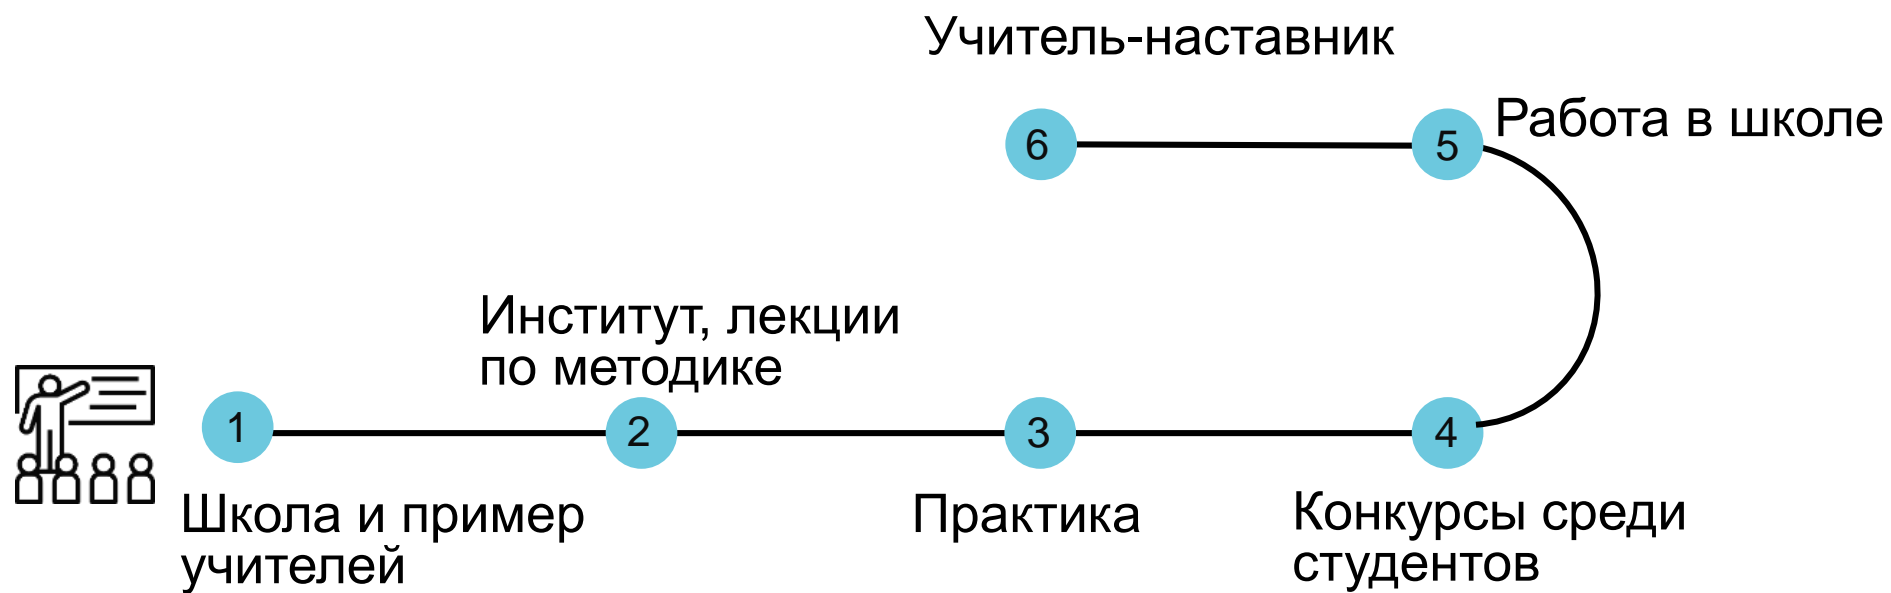 Учитель-наставник
6
5
Работа в школе
Институт, лекции
по методике
1
2
3
4
Школа и пример
учителей
Практика
Конкурсы среди
студентов